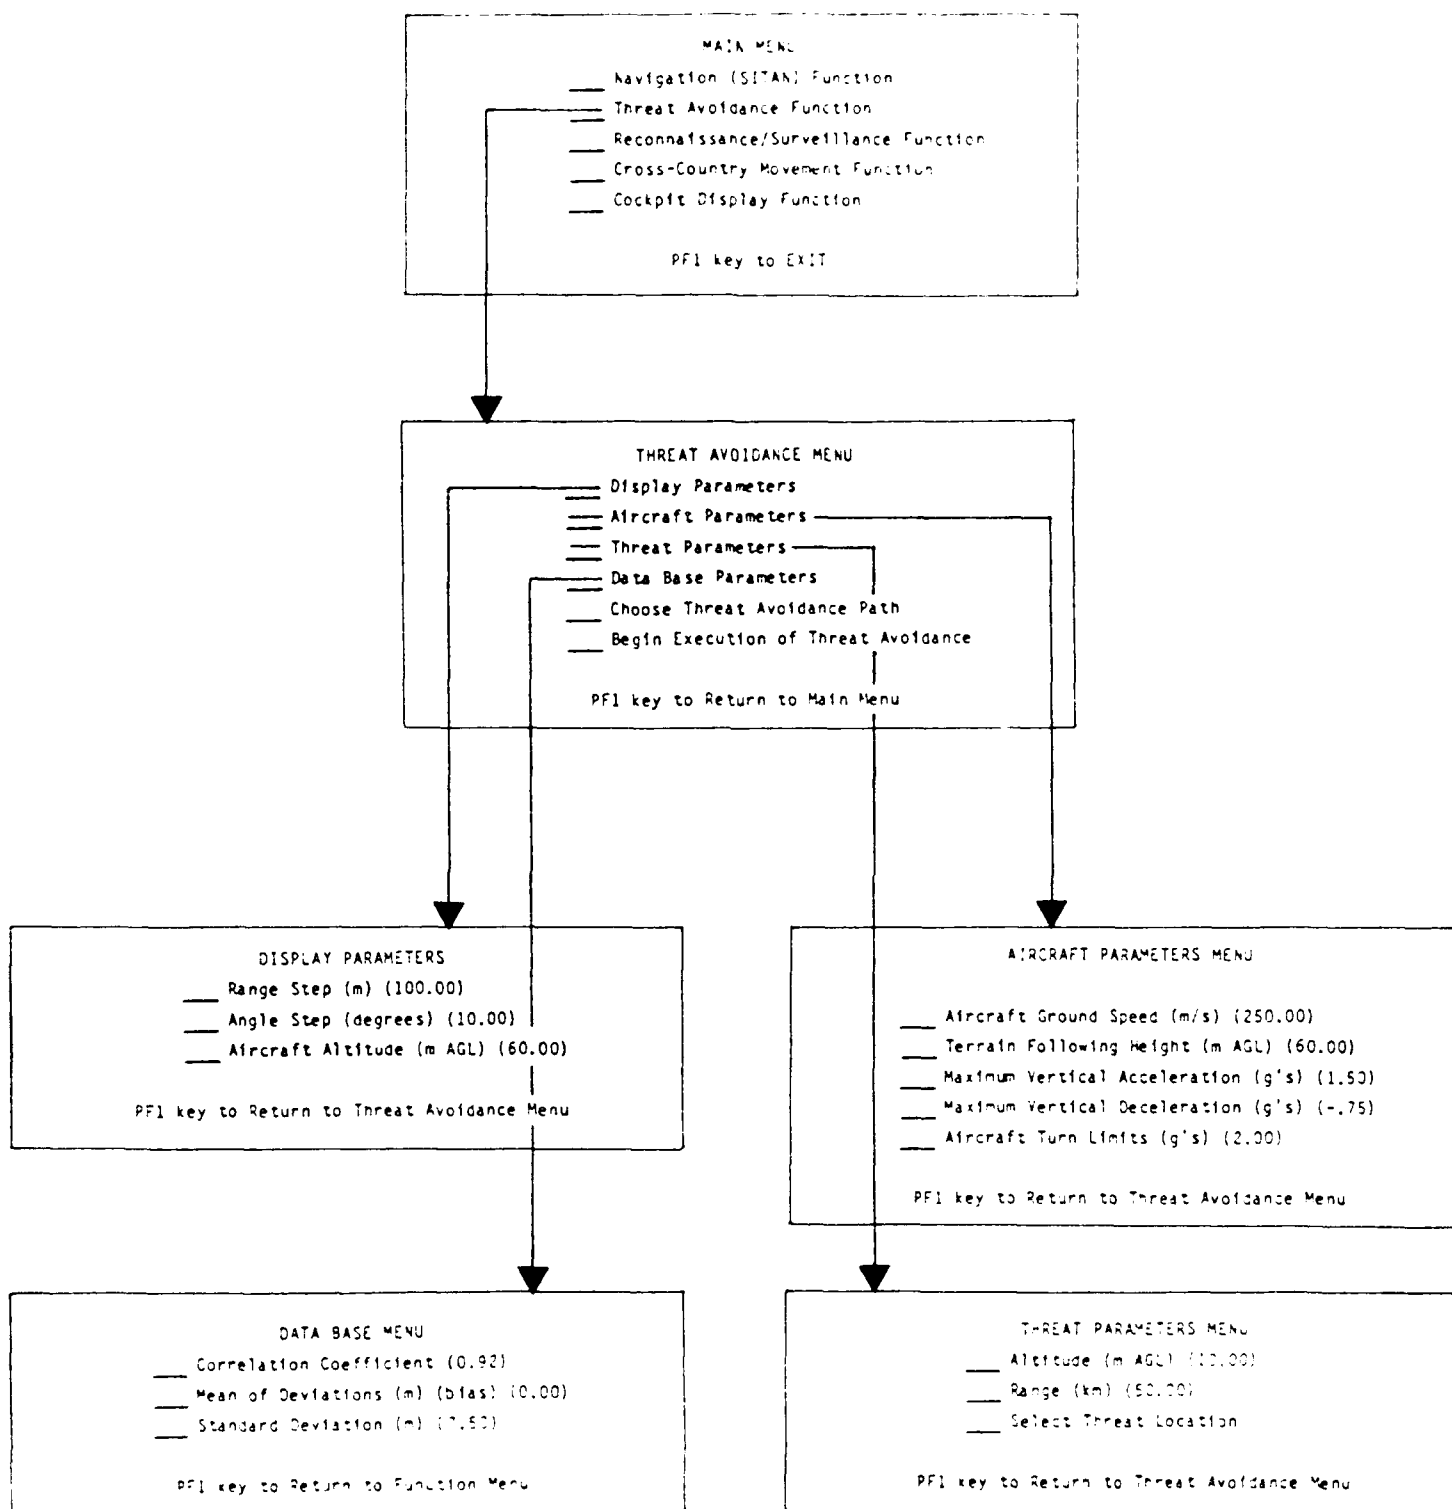 MAIN MENU
Navigation (SITAN) Function
Threat Avoidance Function
Reconnaissance/Surveillance Function
Cross-Country Movement Function
Cockpit Display Function
PF1 key to EXIT
THREAT AVOIDANCE MENU
Display Parameters
Aircraft Parameters
Threat Parameters
Data Base Parameters
Choose Threat Avoidance Path
Begin Execution of Threat Avoidance
PF1 key to Return to Main Menu
DISPLAY PARAMETERS
Range Step (m) (100.00)
Angle Step (degrees) (10.00)
Aircraft Altitude (m AGL) (60.00)
PF1 key to Return to Threat Avoidance Menu
AIRCRAFT PARAMETERS MENU
Aircraft Ground Speed (m/s) (250.00)
Terrain Following Height (m AGL) (60.00)
Maximum Vertical Acceleration (g's) (1.50)
Maximum Vertical Deceleration (g's) (-.75)
Aircraft Turn Limits (g's) (2.00)
PF1 key to Return to Threat Avoidance Menu
DATA BASE MENU
Correlation Coefficient (0.92)
Mean of Deviations (m) (bias) (0.00)
Standard Deviation (m)
PF1 key to Return to Function Menu
THREAT PARAMETERS MENU
Altitude (m AGL) (10.00)
Range (km)
Select Threat Location
PF1 key to Return to Threat Avoidance Menu